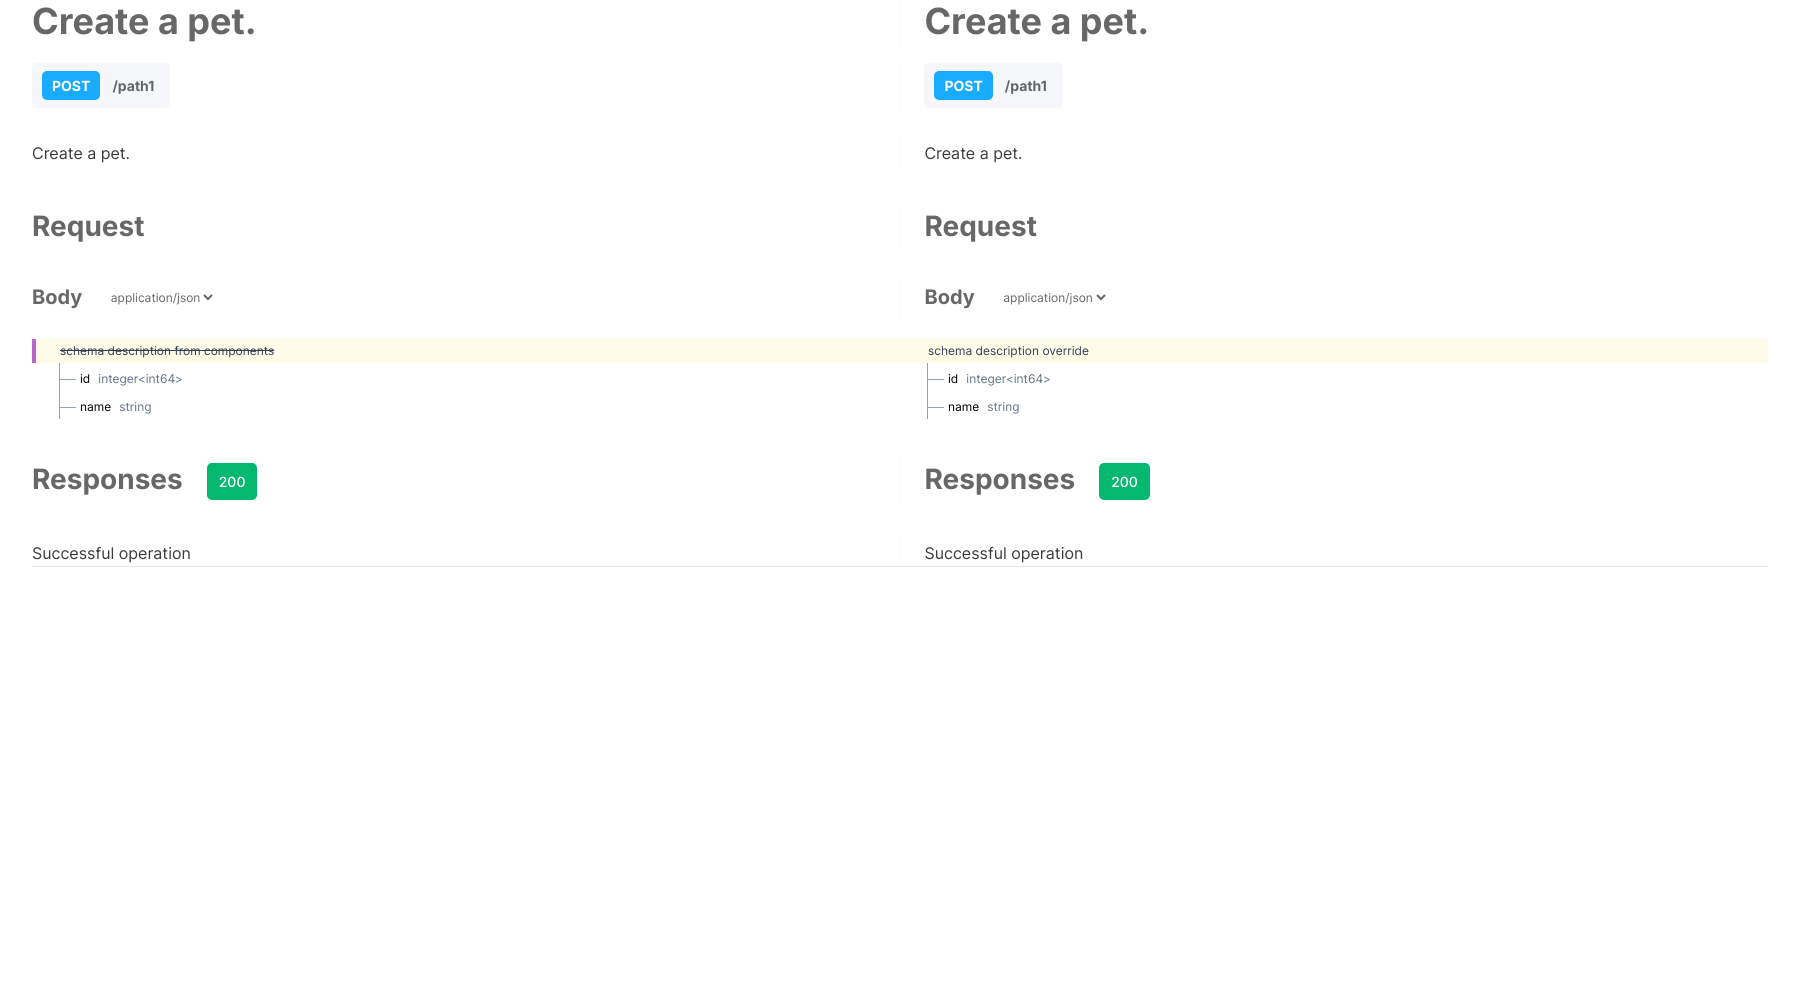 Create a pet.
POST /path1
Create a pet.
Request
Body application/json
schema description from components
id integer<int64>
name string
Responses 200
Successful operation
Create a pet.
POST /path1
Create a pet.
Request
Body application/json
schema description override
id integer<int64>
name string
Responses 200
Successful operation